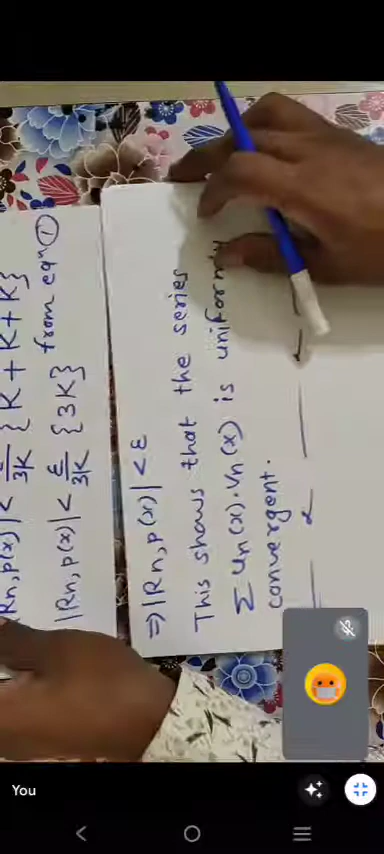 Rn,p(x)| < ε/3K {K + K + K}
|Rn,p(x)| < ε/3K {3K} from eqⁿ ①
⇒ |Rn,p(x)| < ε
This shows that the series
Σ un(x).vn(x) is uniformly
convergent.
You